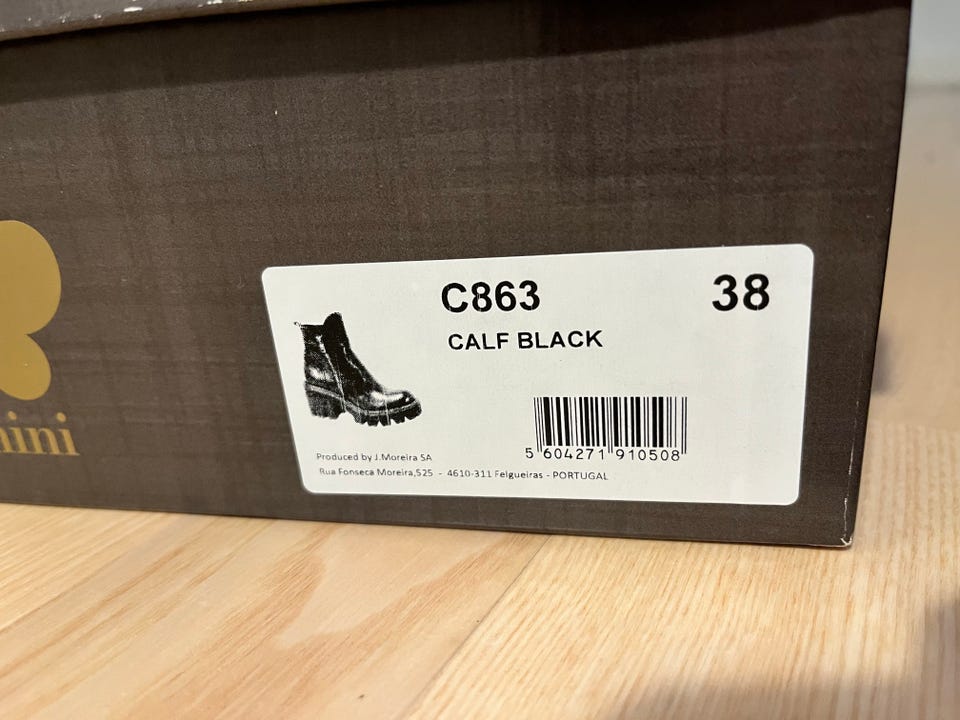 C863 38
CALF BLACK
5 604271 910508
Produced by J.Moreira SA
Rua Fonseca Moreira,525 - 4610-311 Felgueiras - PORTUGAL